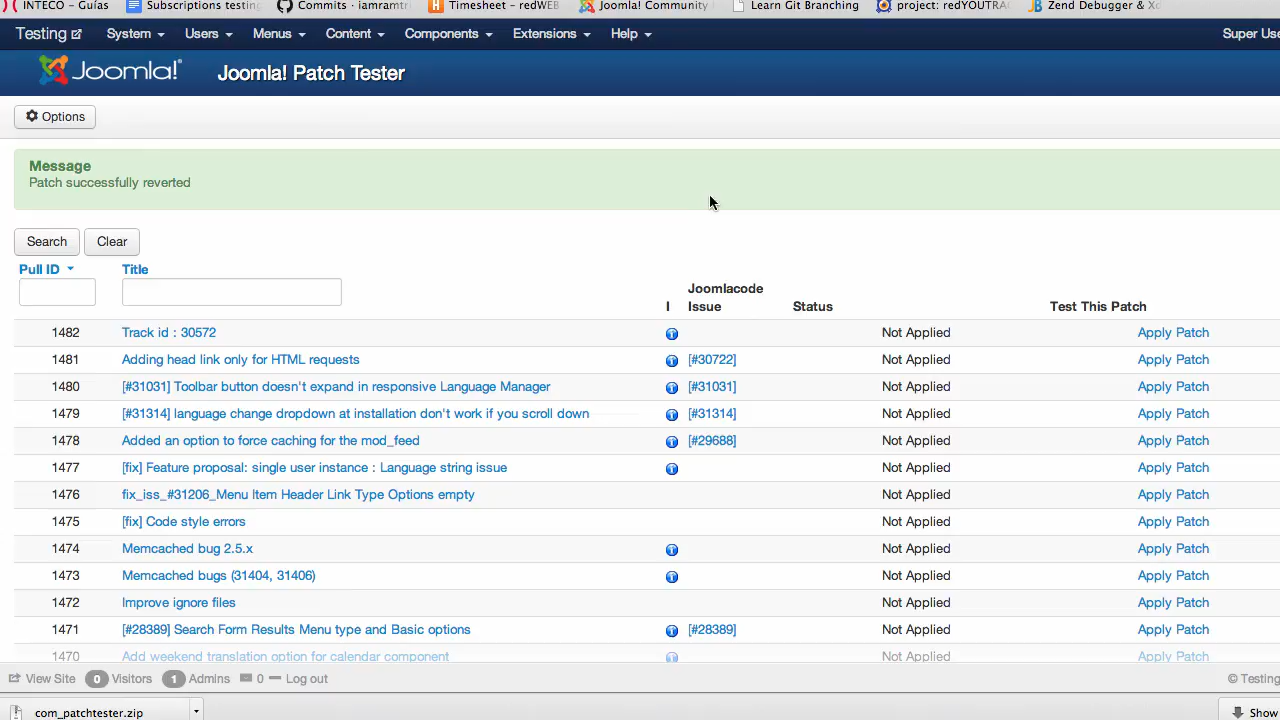 INTECO – Guías Subscriptions testing Commits · iamramtr Timesheet – redWEB Joomla! Community Learn Git Branching project: redYOUTRA Zend Debugger & X
Testing System Users Menus Content Components Extensions Help Super Use
Joomla!® Joomla! Patch Tester
Options
Message
Patch successfully reverted
Search Clear
Pull ID Title
Joomlacode
I Issue Status Test This Patch
1482 Track id : 30572 Not Applied Apply Patch
1481 Adding head link only for HTML requests [#30722] Not Applied Apply Patch
1480 [#31031] Toolbar button doesn't expand in responsive Language Manager [#31031] Not Applied Apply Patch
1479 [#31314] language change dropdown at installation don't work if you scroll down [#31314] Not Applied Apply Patch
1478 Added an option to force caching for the mod_feed [#29688] Not Applied Apply Patch
1477 [fix] Feature proposal: single user instance : Language string issue Not Applied Apply Patch
1476 fix_iss_#31206_Menu Item Header Link Type Options empty Not Applied Apply Patch
1475 [fix] Code style errors Not Applied Apply Patch
1474 Memcached bug 2.5.x Not Applied Apply Patch
1473 Memcached bugs (31404, 31406) Not Applied Apply Patch
1472 Improve ignore files Not Applied Apply Patch
1471 [#28389] Search Form Results Menu type and Basic options [#28389] Not Applied Apply Patch
1470 Add weekend translation option for calendar component Not Applied Apply Patch
View Site 0 Visitors 1 Admins 0 Log out © Testing
com_patchtester.zip Show